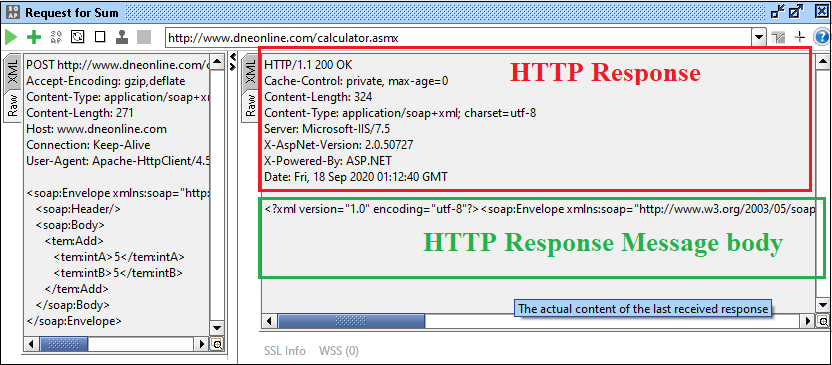 Request for Sum
http://www.dneonline.com/calculator.asmx
XML
Raw
POST http://www.dneonline.com/c
Accept-Encoding: gzip,deflate
Content-Type: application/soap+xm
Content-Length: 271
Host: www.dneonline.com
Connection: Keep-Alive
User-Agent: Apache-HttpClient/4.5
<soap:Envelope xmlns:soap="http:
<soap:Header/>
<soap:Body>
<tem:Add>
<tem:intA>5</tem:intA>
<tem:intB>5</tem:intB>
</tem:Add>
</soap:Body>
</soap:Envelope>
XML
Raw
HTTP/1.1 200 OK
Cache-Control: private, max-age=0
Content-Length: 324
Content-Type: application/soap+xml; charset=utf-8
Server: Microsoft-IIS/7.5
X-AspNet-Version: 2.0.50727
X-Powered-By: ASP.NET
Date: Fri, 18 Sep 2020 01:12:40 GMT
HTTP Response
<?xml version="1.0" encoding="utf-8"?><soap:Envelope xmlns:soap="http://www.w3.org/2003/05/soap
HTTP Response Message body
The actual content of the last received response
SSL Info WSS (0)